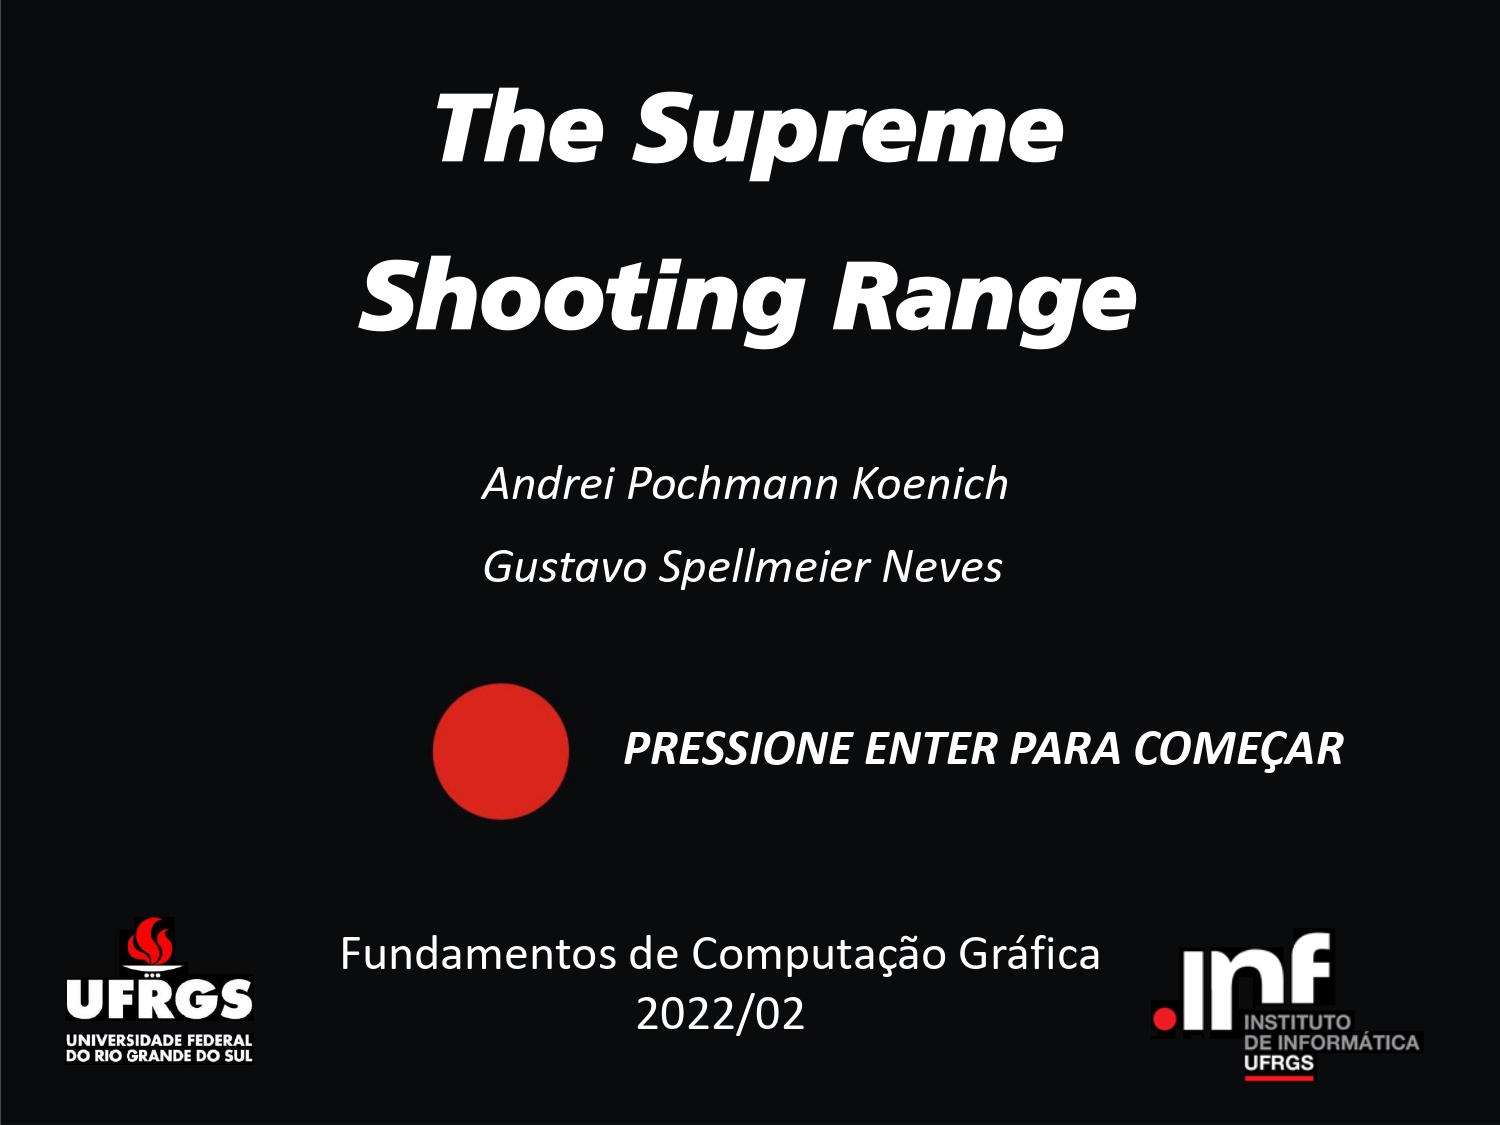 The Supreme
Shooting Range
Andrei Pochmann Koenich
Gustavo Spellmeier Neves
PRESSIONE ENTER PARA COMEÇAR
Fundamentos de Computação Gráfica
2022/02
UFRGS
UNIVERSIDADE FEDERAL
DO RIO GRANDE DO SUL
.inf
INSTITUTO
DE INFORMÁTICA
UFRGS